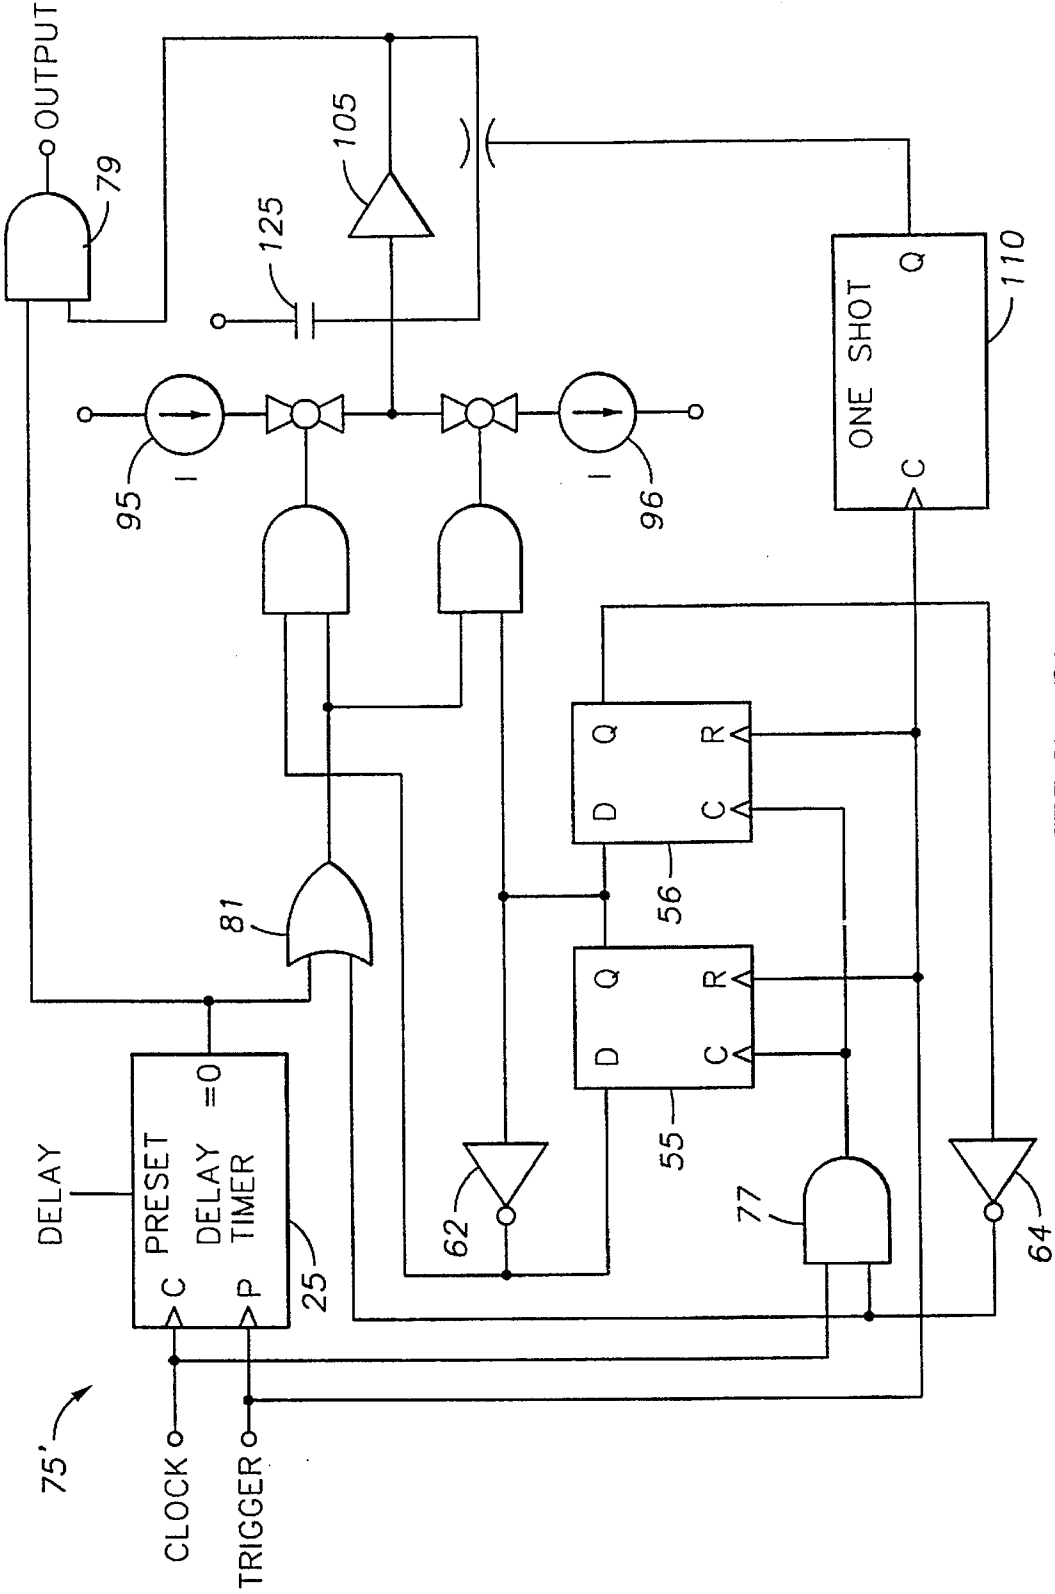 75'
CLOCK
TRIGGER
DELAY
C
P
PRESET
DELAY
TIMER
=0
25
81
79
OUTPUT
95
I
125
105
I
96
62
D
Q
C
R
55
D
Q
C
R
56
77
64
ONE SHOT
C
Q
110